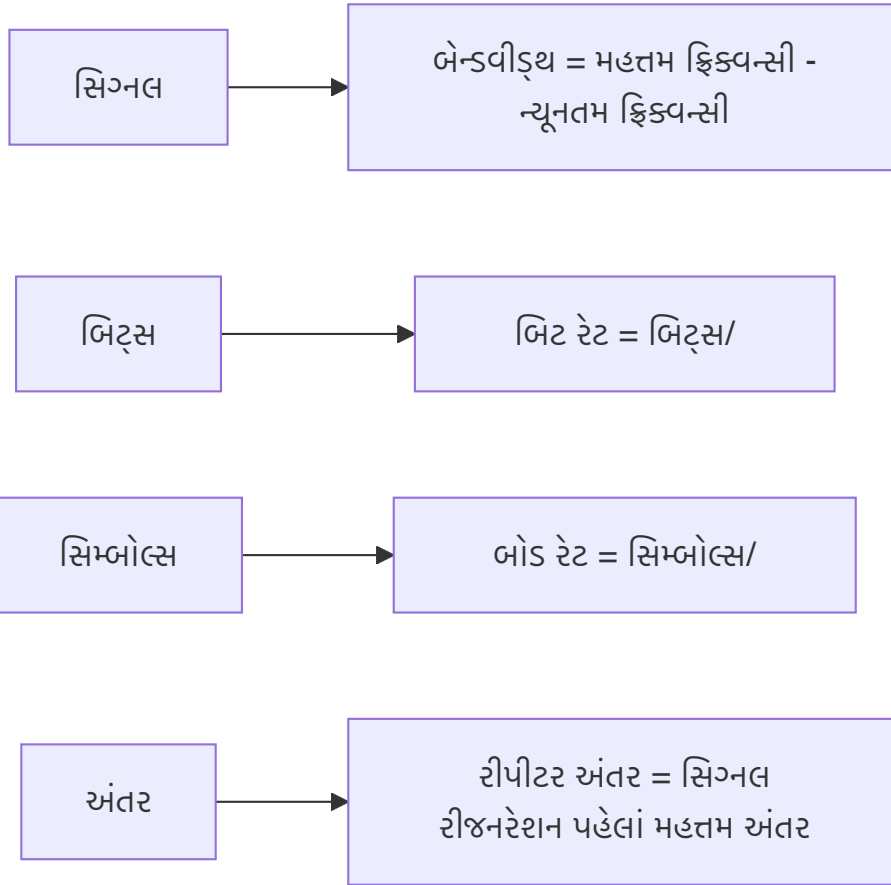 સિગ્નલ
બેન્ડવીડ્થ = મહત્તમ ફ્રિક્વન્સી -
ન્યૂનતમ ફ્રિક્વન્સી
બિટ્સ
બિટ રેટ = બિટ્સ/
સિમ્બોલ્સ
બોડ રેટ = સિમ્બોલ્સ/
અંતર
રીપીટર અંતર = સિગ્નલ
રીજનરેશન પહેલાં મહત્તમ અંતર